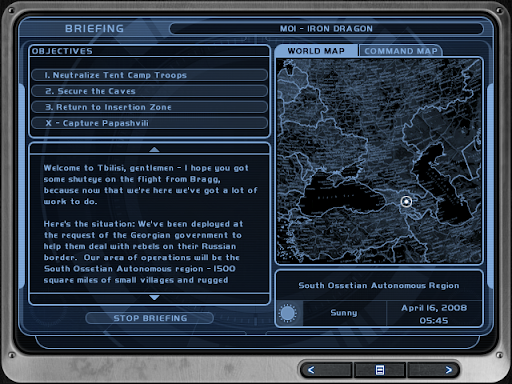 BRIEFING
M01 - IRON DRAGON
OBJECTIVES
1. Neutralize Tent Camp Troops
2. Secure the Caves
3. Return to Insertion Zone
X - Capture Papashvili
Welcome to Tbilisi, gentlemen - I hope you got
some shuteye on the flight from Bragg,
because now that we're here we've got a lot of
work to do.
Here's the situation: We've been deployed at
the request of the Georgian government to
help them deal with rebels on their Russian
border. Our area of operations will be the
South Ossetian Autonomous region - 1500
square miles of small villages and rugged
STOP BRIEFING
WORLD MAP
COMMAND MAP
South Ossetian Autonomous Region
Sunny
April 16, 2008
05:45